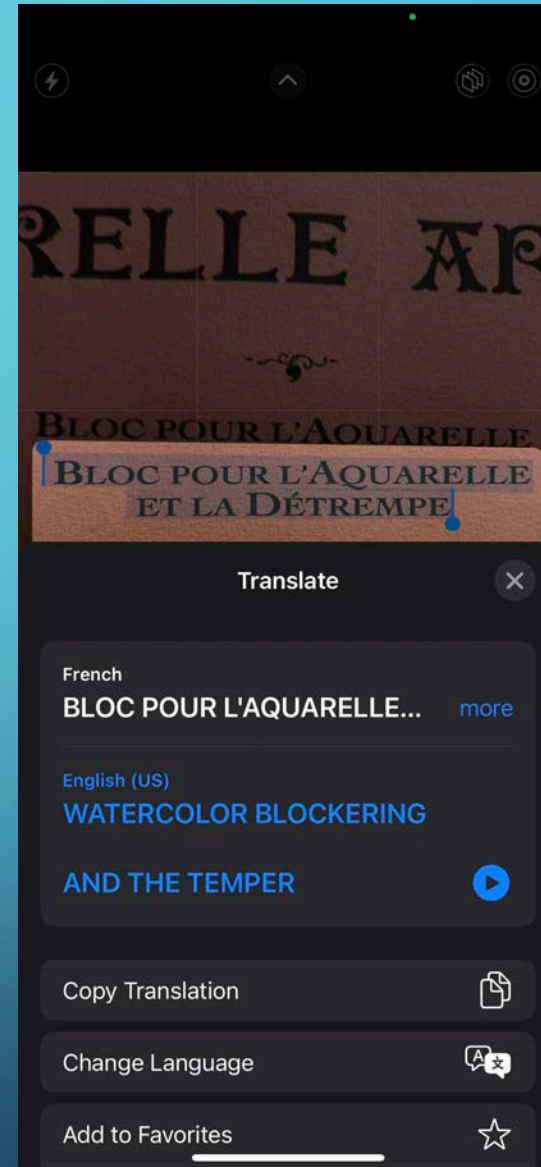 RELLE AR
BLOC POUR L'AQUARELLE
BLOC POUR L'AQUARELLE
ET LA DÉTREMPE
Translate
French
BLOC POUR L'AQUARELLE... more
English (US)
WATERCOLOR BLOCKERING
AND THE TEMPER
Copy Translation
Change Language
Add to Favorites